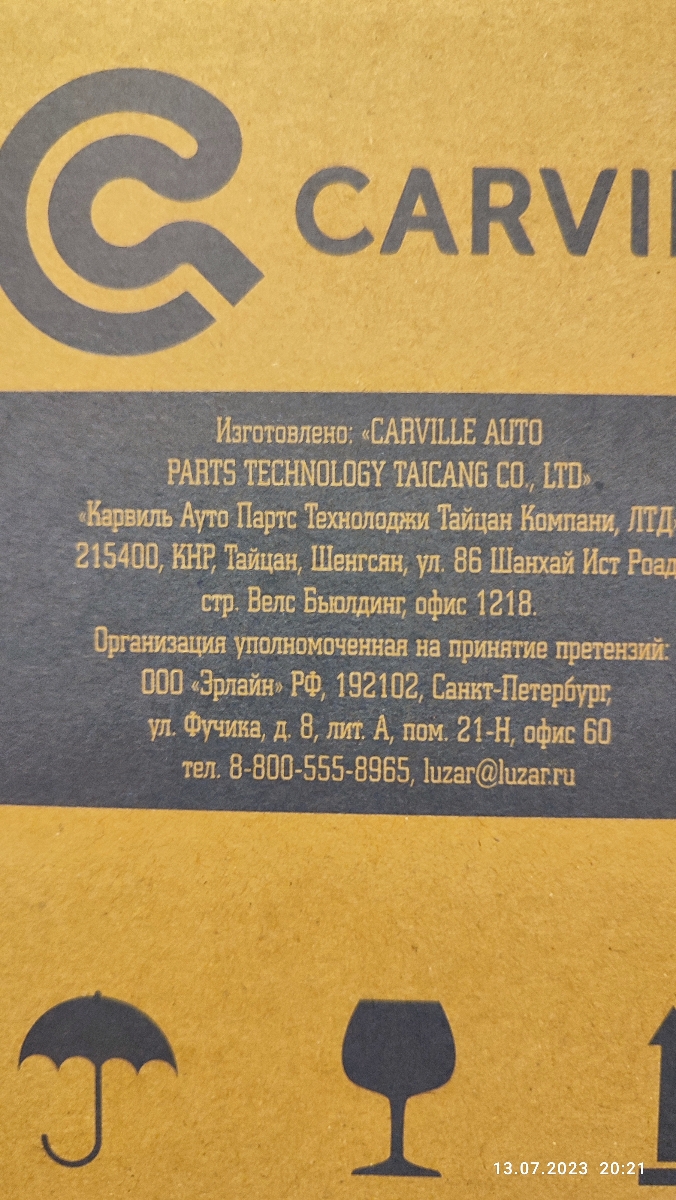 CARVI
Изготовлено: «CARVILLE AUTO
PARTS TECHNOLOGY TAICANG CO., LTD»
«Карвиль Ауто Партс Технолоджи Тайцан Компани, ЛТД»
215400, КНР, Тайцан, Шенгсян, ул. 86 Шанхай Ист Роад
стр. Велс Бьюлдинг, офис 1218.
Организация уполномоченная на принятие претензий:
ООО «Эрлайн» РФ, 192102, Санкт-Петербург,
ул. Фучика, д. 8, лит. А, пом. 21-Н, офис 60
тел. 8-800-555-8965, luzar@luzar.ru
13.07.2023 20:21